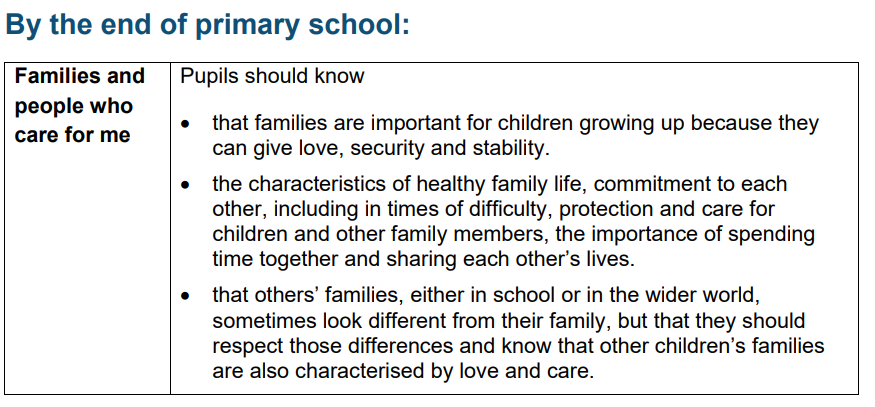 By the end of primary school:
Families and
people who
care for me
Pupils should know
• that families are important for children growing up because they
can give love, security and stability.
• the characteristics of healthy family life, commitment to each
other, including in times of difficulty, protection and care for
children and other family members, the importance of spending
time together and sharing each other’s lives.
• that others’ families, either in school or in the wider world,
sometimes look different from their family, but that they should
respect those differences and know that other children’s families
are also characterised by love and care.